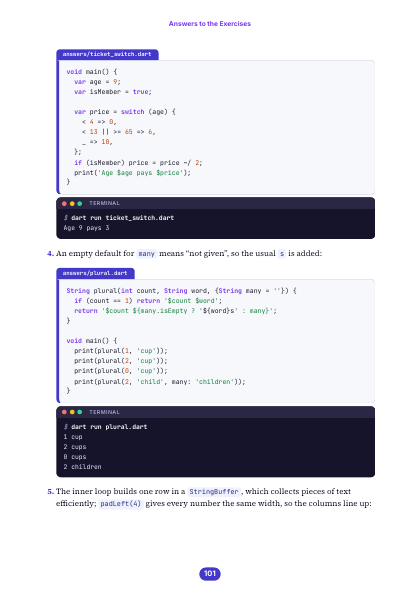 Answers to the Exercises
answers/ticket_switch.dart
void main() {
  var age = 9;
  var isMember = true;

  var price = switch (age) {
    < 4 => 0,
    < 13 || >= 65 => 6,
    _ => 10,
  };
  if (isMember) price = price ~/ 2;
  print('Age $age pays $price');
}
TERMINAL
$ dart run ticket_switch.dart
Age 9 pays 3
4. An empty default for many means “not given”, so the usual s is added:
answers/plural.dart
String plural(int count, String word, {String many = ''}) {
  if (count == 1) return '$count $word';
  return '$count ${many.isEmpty ? '${word}s' : many}';
}

void main() {
  print(plural(1, 'cup'));
  print(plural(2, 'cup'));
  print(plural(0, 'cup'));
  print(plural(2, 'child', many: 'children'));
}
TERMINAL
$ dart run plural.dart
1 cup
2 cups
0 cups
2 children
5. The inner loop builds one row in a StringBuffer, which collects pieces of text
efficiently; padLeft(4) gives every number the same width, so the columns line up:
101